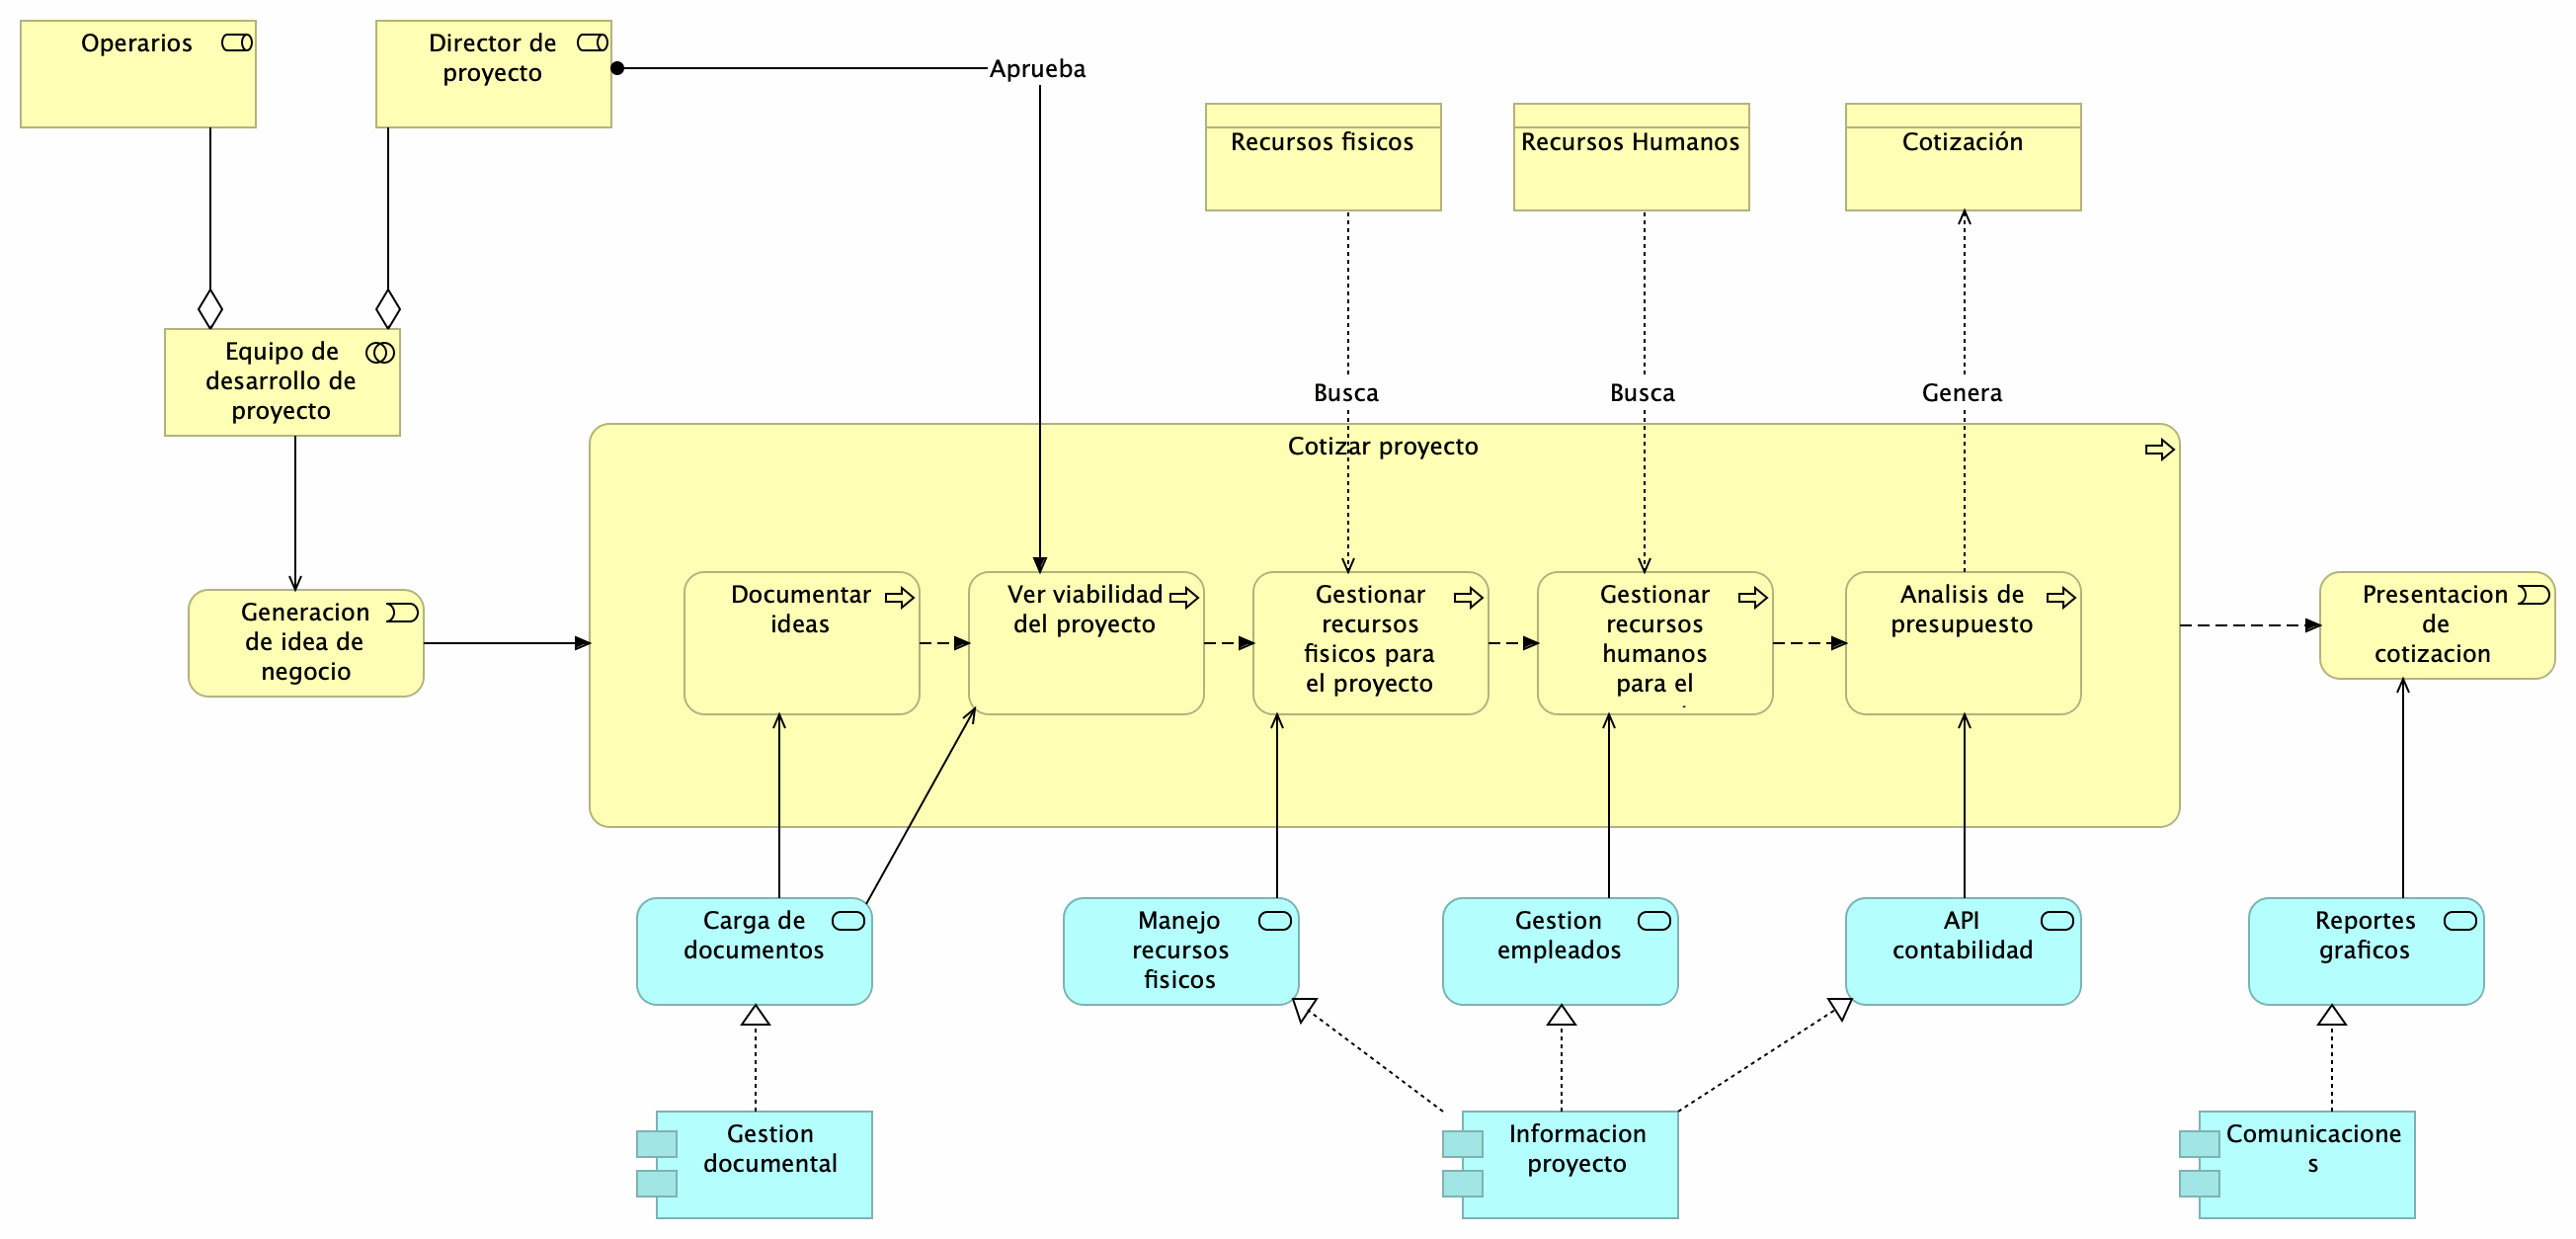 Operarios
Director de
proyecto
Aprueba
Recursos fisicos
Recursos Humanos
Cotización
Equipo de
desarrollo de
proyecto
Busca
Busca
Genera
Cotizar proyecto
Generacion
de idea de
negocio
Documentar
ideas
Ver viabilidad
del proyecto
Gestionar
recursos
fisicos para
el proyecto
Gestionar
recursos
humanos
para el
Analisis de
presupuesto
Presentacion
de
cotizacion
Carga de
documentos
Manejo
recursos
fisicos
Gestion
empleados
API
contabilidad
Reportes
graficos
Gestion
documental
Informacion
proyecto
Comunicacione
s